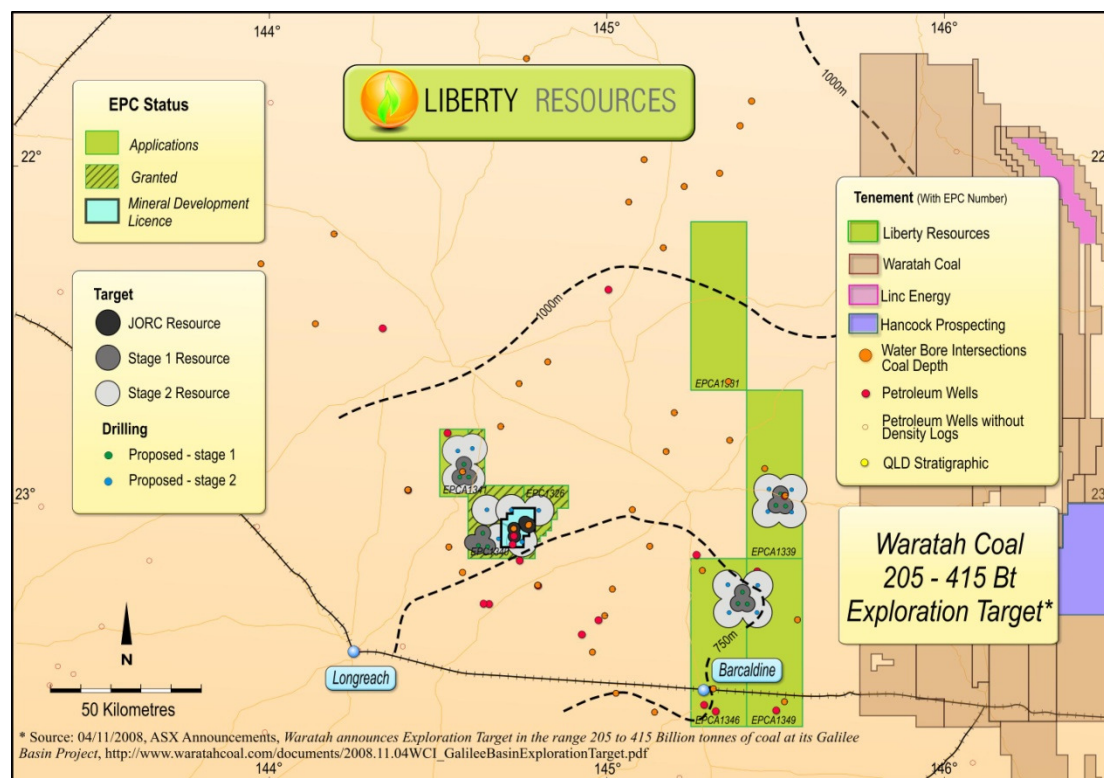 144°
145°
146°
LIBERTY RESOURCES
1000m
EPC Status
Applications
Granted
Mineral Development
Licence
22°
22
Target
JORC Resource
Stage 1 Resource
Stage 2 Resource
Drilling
Proposed - stage 1
Proposed - stage 2
Tenement (With EPC Number)
Liberty Resources
Waratah Coal
Linc Energy
Hancock Prospecting
Water Bore Intersections
Coal Depth
Petroleum Wells
Petroleum Wells without
Density Logs
QLD Stratigraphic
1000m
EPCA1341
EPC1326
EPCA1339
23°
23
Waratah Coal
205 - 415 Bt
Exploration Target*
750m
N
50 Kilometres
Longreach
Barcaldine
EPCA1346
EPCA1349
* Source: 04/11/2008, ASX Announcements, Waratah announces Exploration Target in the range 205 to 415 Billion tonnes of coal at its Galilee
Basin Project, http://www.waratahcoal.com/documents/2008.11.04WCI_GalileeBasinExplorationTarget.pdf
144°
145°
146°